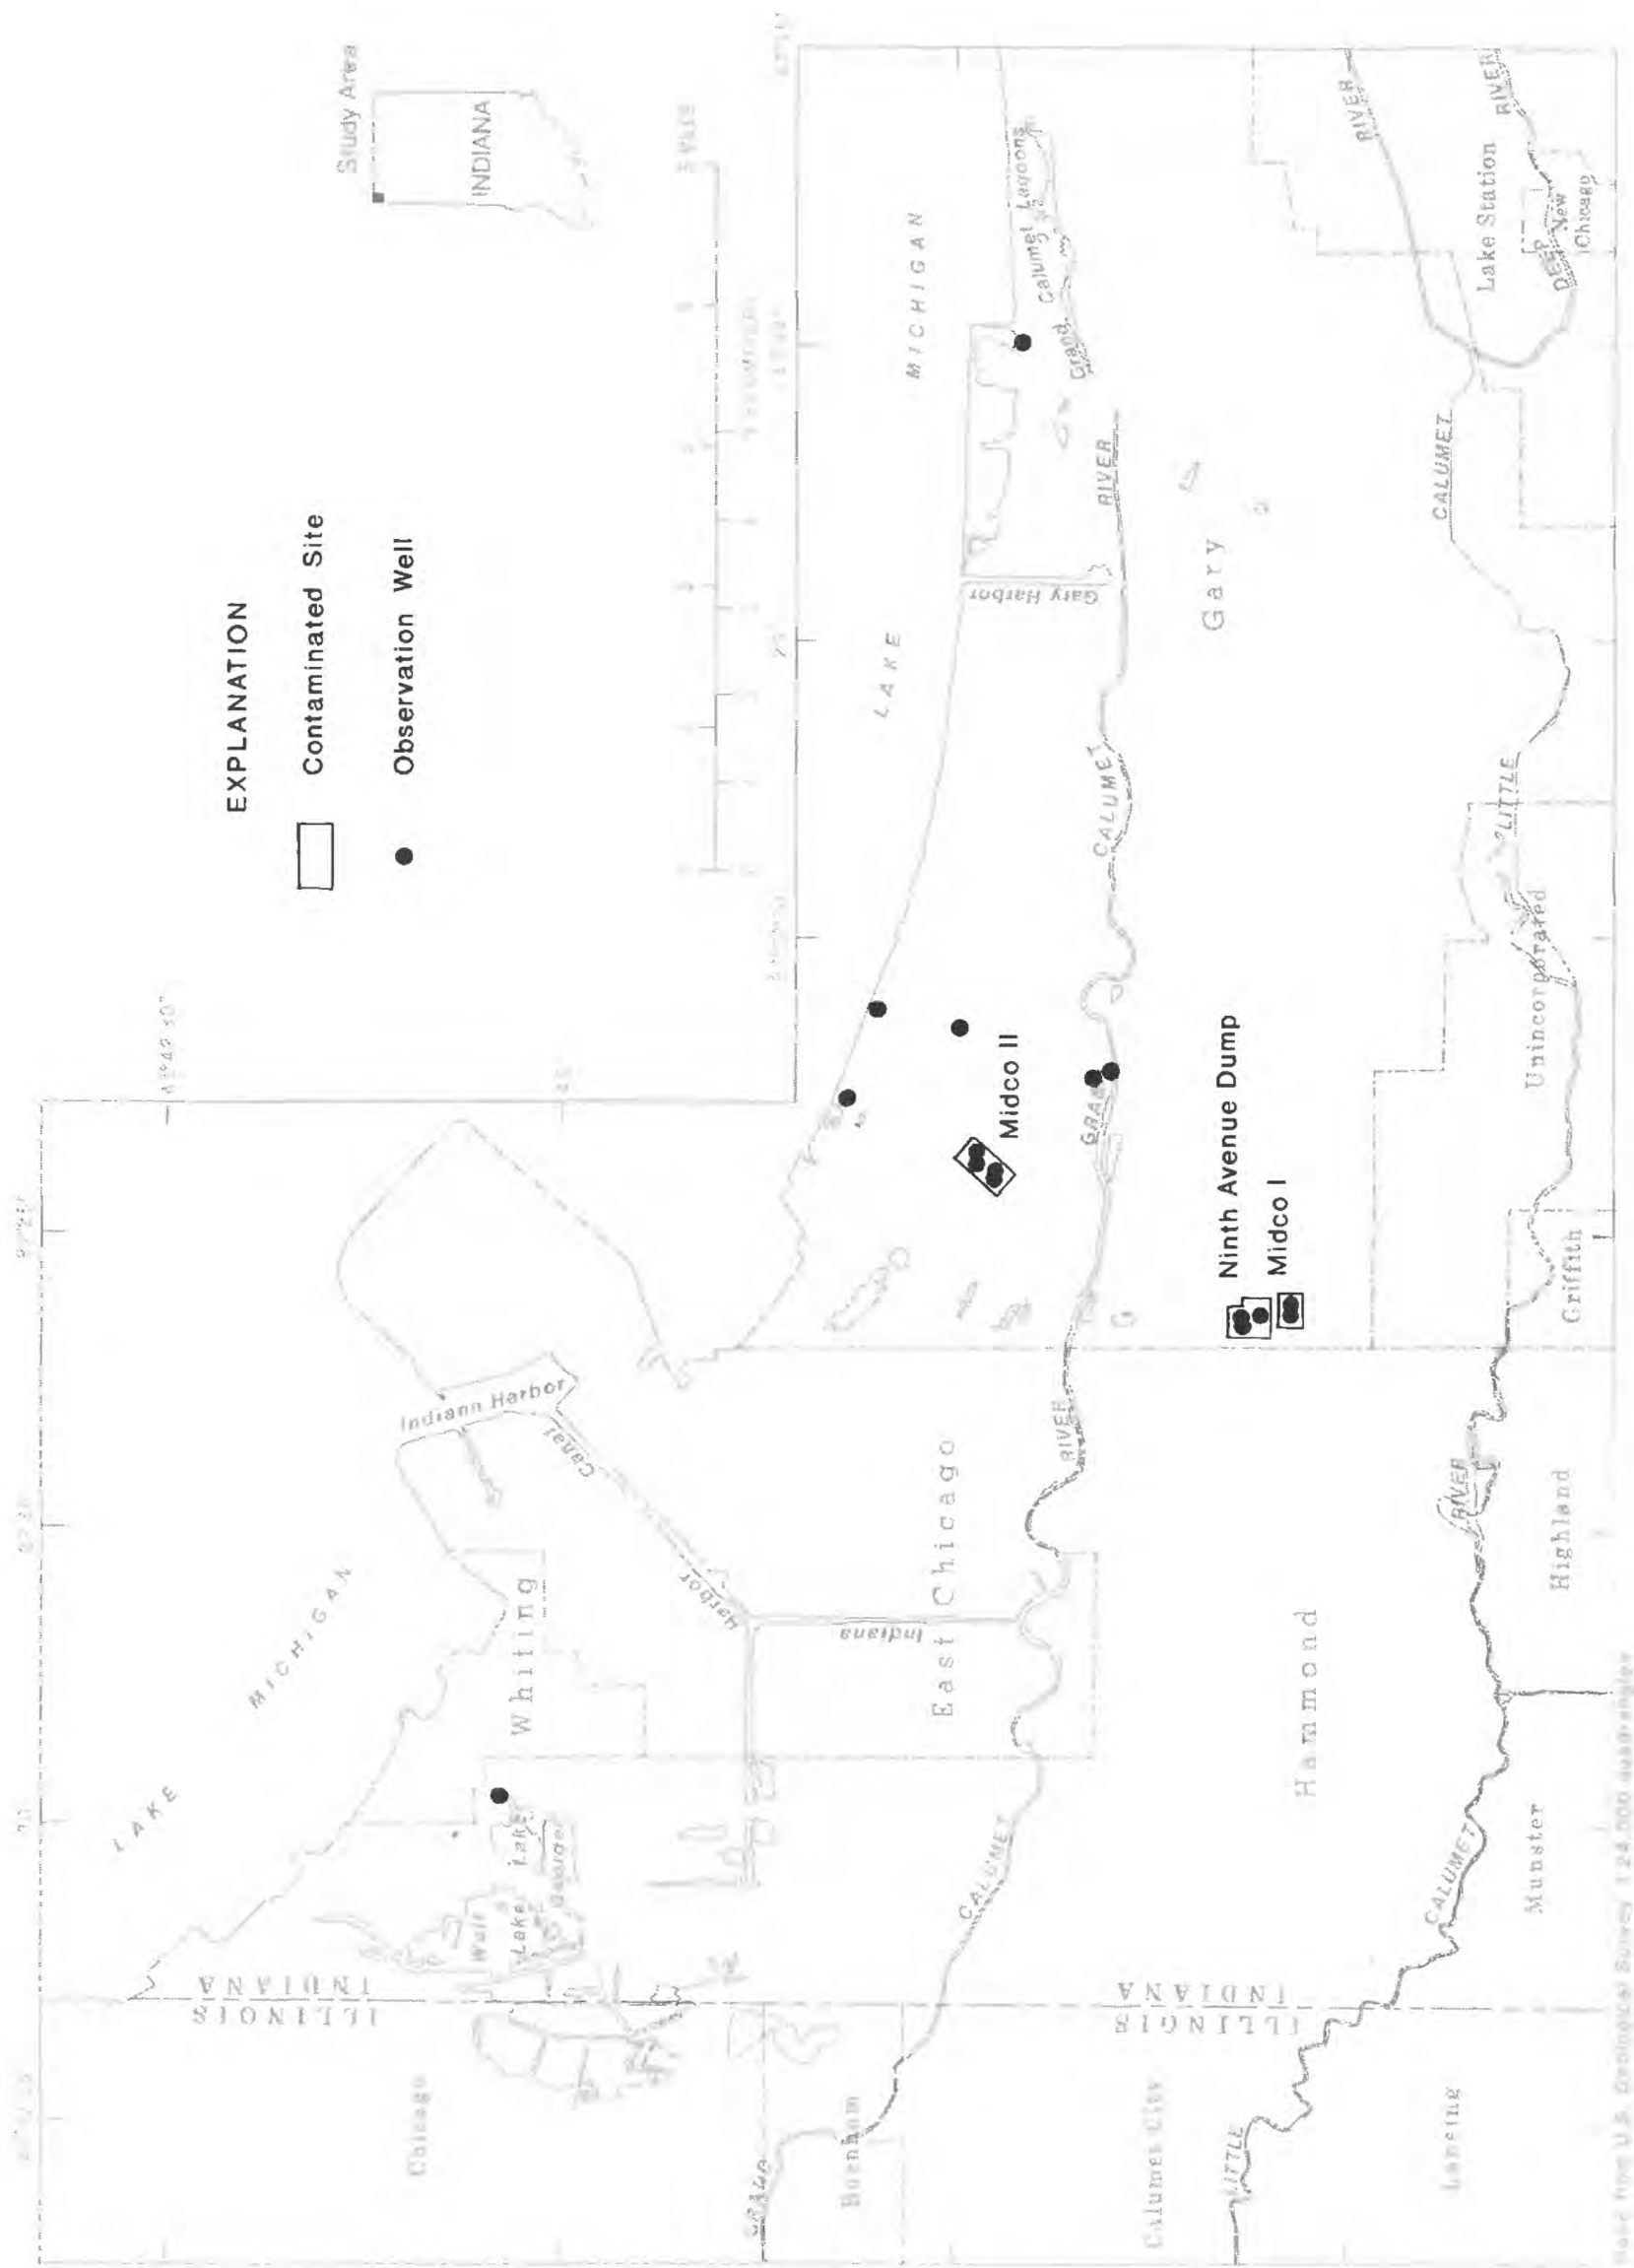 Study Area
INDIANA
EXPLANATION
Contaminated Site
Observation Well
LAKE
MICHIGAN
LAKE
MICHIGAN
Indiana Harbor
Canal
Harbor
Indiana
Whiting
Wolf
Lake
Lake
George
ILLINOIS
INDIANA
Chicago
East Chicago
Gary Harbor
Grand Calumet Lagoons
Midco II
GRAND
CALUMET
RIVER
Gary
RIVER
CALUMET
GRAND
Burnham
Ninth Avenue Dump
Midco I
Hammond
ILLINOIS
INDIANA
Calumet City
Lansing
LITTLE
CALUMET
RIVER
Munster
Highland
Griffith
Unincorporated
LITTLE
CALUMET
RIVER
Lake Station
New
Chicago
DEEP
RIVER